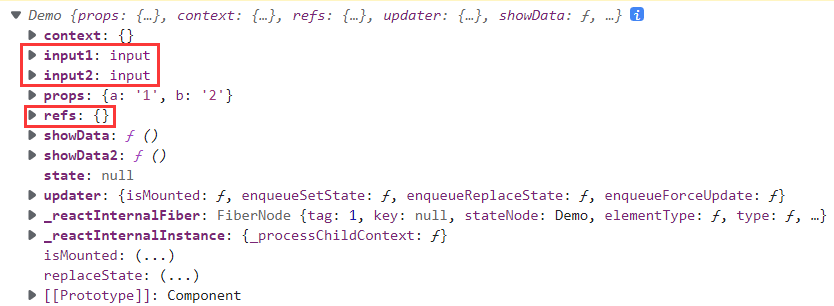 Demo {props: {…}, context: {…}, refs: {…}, updater: {…}, showData: ƒ, …} i
context: {}
input1: input
input2: input
props: {a: '1', b: '2'}
refs: {}
showData: ƒ ()
showData2: ƒ ()
state: null
updater: {isMounted: ƒ, enqueueSetState: ƒ, enqueueReplaceState: ƒ, enqueueForceUpdate: ƒ}
_reactInternalFiber: FiberNode {tag: 1, key: null, stateNode: Demo, elementType: ƒ, type: ƒ, …}
_reactInternalInstance: {_processChildContext: ƒ}
isMounted: (...)
replaceState: (...)
[[Prototype]]: Component